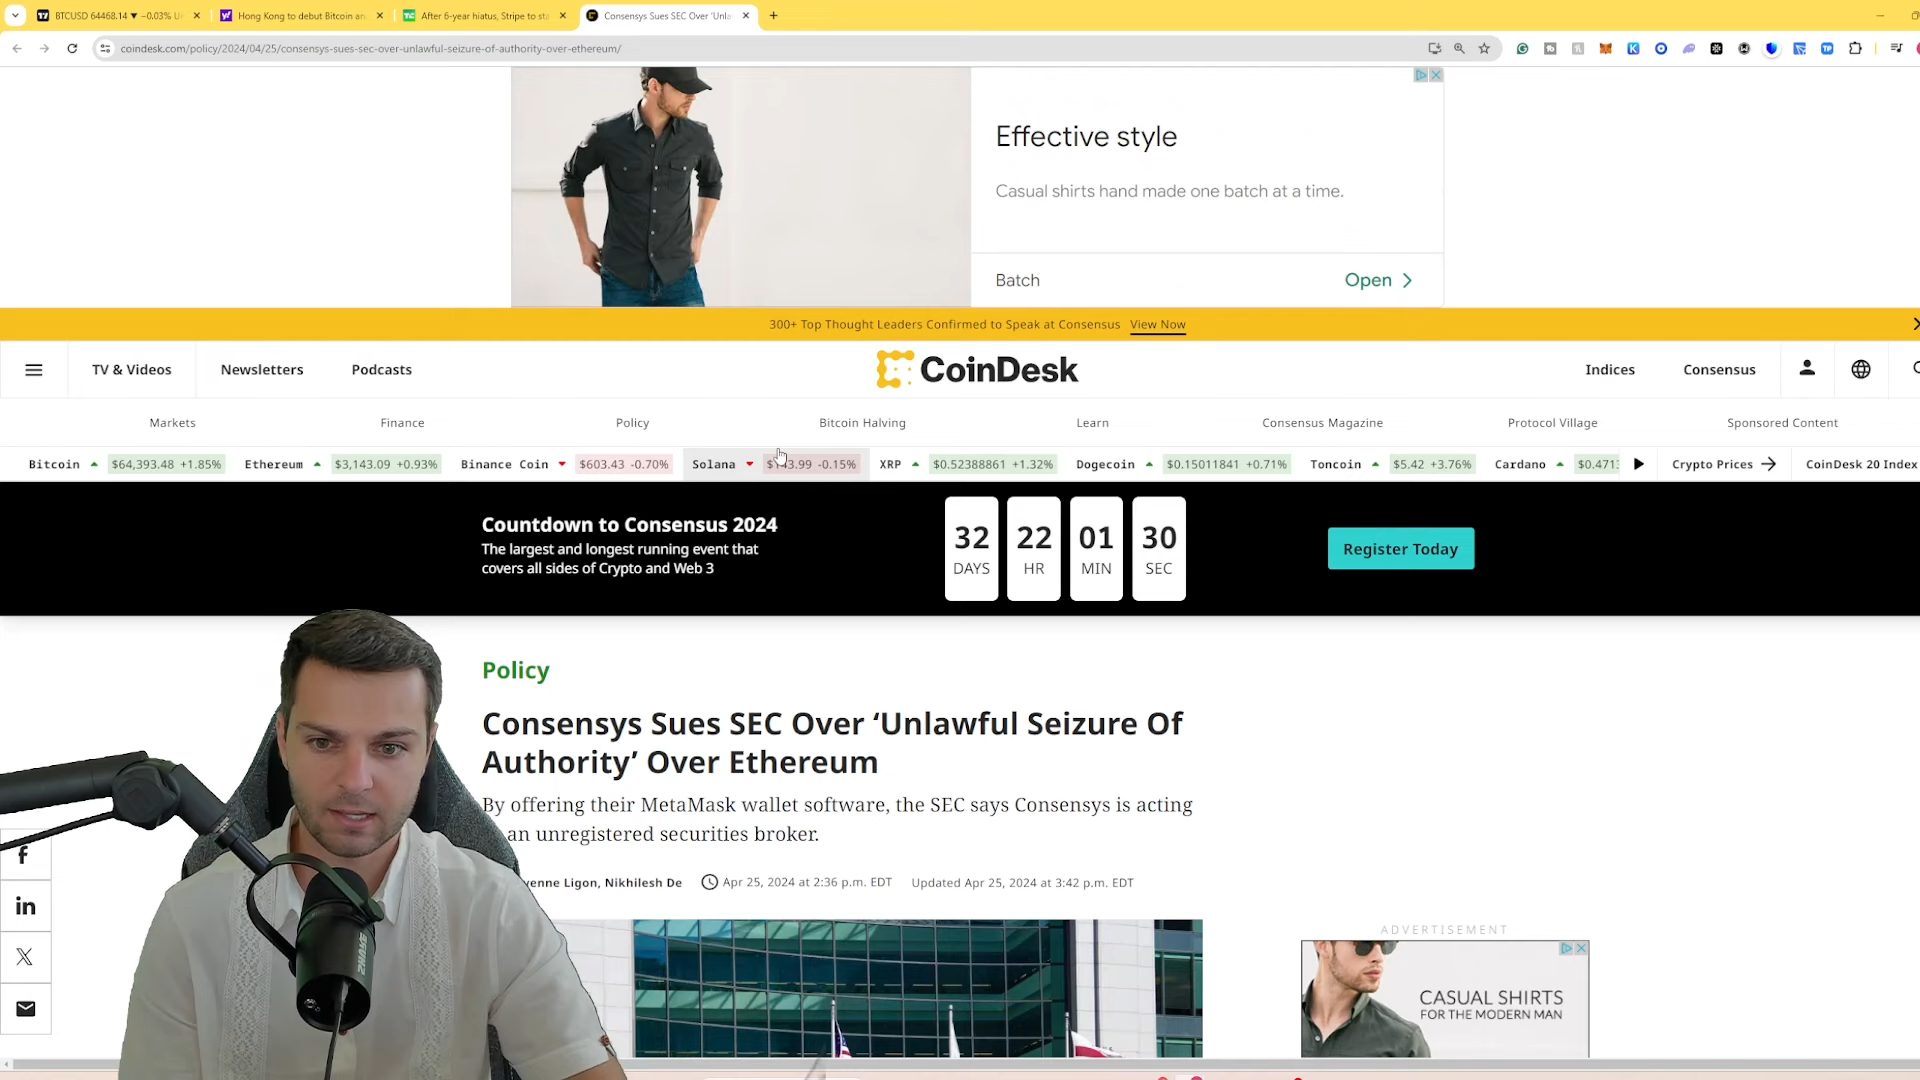 BTCUSD 64468.14 ▼ −0.03%
Hong Kong to debut Bitcoin an
After 6-year hiatus, Stripe to sta
Consensys Sues SEC Over ‘Unla
coindesk.com/policy/2024/04/25/consensys-sues-sec-over-unlawful-seizure-of-authority-over-ethereum/
Effective style
Casual shirts hand made one batch at a time.
Batch
Open
300+ Top Thought Leaders Confirmed to Speak at Consensus View Now
TV & Videos
Newsletters
Podcasts
CoinDesk
Indices
Consensus
Markets
Finance
Policy
Bitcoin Halving
Learn
Consensus Magazine
Protocol Village
Sponsored Content
Bitcoin $64,393.48 +1.85%
Ethereum $3,143.09 +0.93%
Binance Coin $603.43 -0.70%
Solana -0.15%
XRP $0.52388861 +1.32%
Dogecoin $0.15011841 +0.71%
Toncoin $5.42 +3.76%
Cardano
Crypto Prices
CoinDesk 20 Index
Countdown to Consensus 2024
The largest and longest running event that
covers all sides of Crypto and Web 3
32 22 01 30
DAYS HR MIN SEC
Register Today
Policy
Consensys Sues SEC Over ‘Unlawful Seizure Of
Authority’ Over Ethereum
By offering their MetaMask wallet software, the SEC says Consensys is acting
an unregistered securities broker.
Ligon, Nikhilesh De
Apr 25, 2024 at 2:36 p.m. EDT
Updated Apr 25, 2024 at 3:42 p.m. EDT
ADVERTISEMENT
CASUAL SHIRTS
FOR THE MODERN MAN